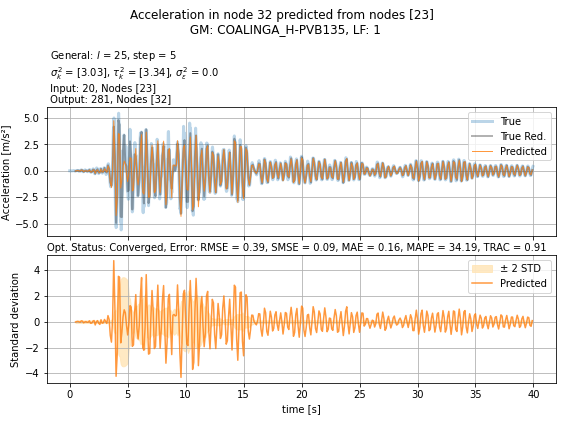 Acceleration in node 32 predicted from nodes [23]
GM: COALINGA_H-PVB135, LF: 1
General: l = 25, step = 5
σ²ₖ = [3.03], τ²ₖ = [3.34], σ²ᵣ = 0.0
Input: 20, Nodes [23]
Output: 281, Nodes [32]
True
True Red.
Predicted
Acceleration [m/s²]
5.0
2.5
0.0
−2.5
−5.0
Opt. Status: Converged, Error: RMSE = 0.39, SMSE = 0.09, MAE = 0.16, MAPE = 34.19, TRAC = 0.91
± 2 STD
Predicted
Standard deviation
4
2
0
−2
−4
0 5 10 15 20 25 30 35 40
time [s]